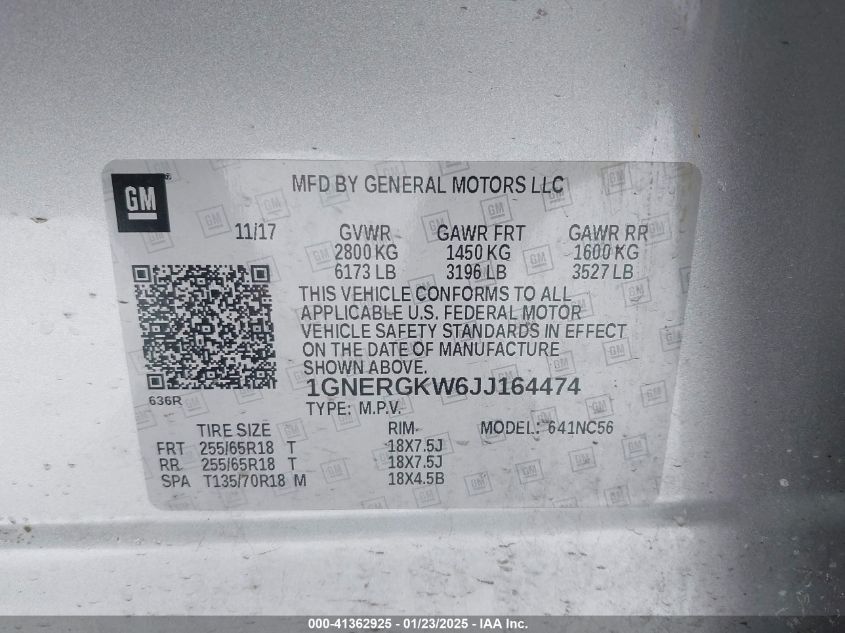 GM
MFD BY GENERAL MOTORS LLC
11/17 GVWR GAWR FRT GAWR RR
2800 KG 1450 KG 1600 KG
6173 LB 3196 LB 3527 LB
THIS VEHICLE CONFORMS TO ALL
APPLICABLE U.S. FEDERAL MOTOR
VEHICLE SAFETY STANDARDS IN EFFECT
ON THE DATE OF MANUFACTURE
SHOWN ABOVE.
1GNERGKW6JJ164474
636R
TYPE: M.P.V.
TIRE SIZE RIM MODEL: 641NC56
FRT 255/65R18 T 18X7.5J
RR 255/65R18 T 18X7.5J
SPA T135/70R18 M 18X4.5B
000-41362925 - 01/23/2025 - IAA Inc.